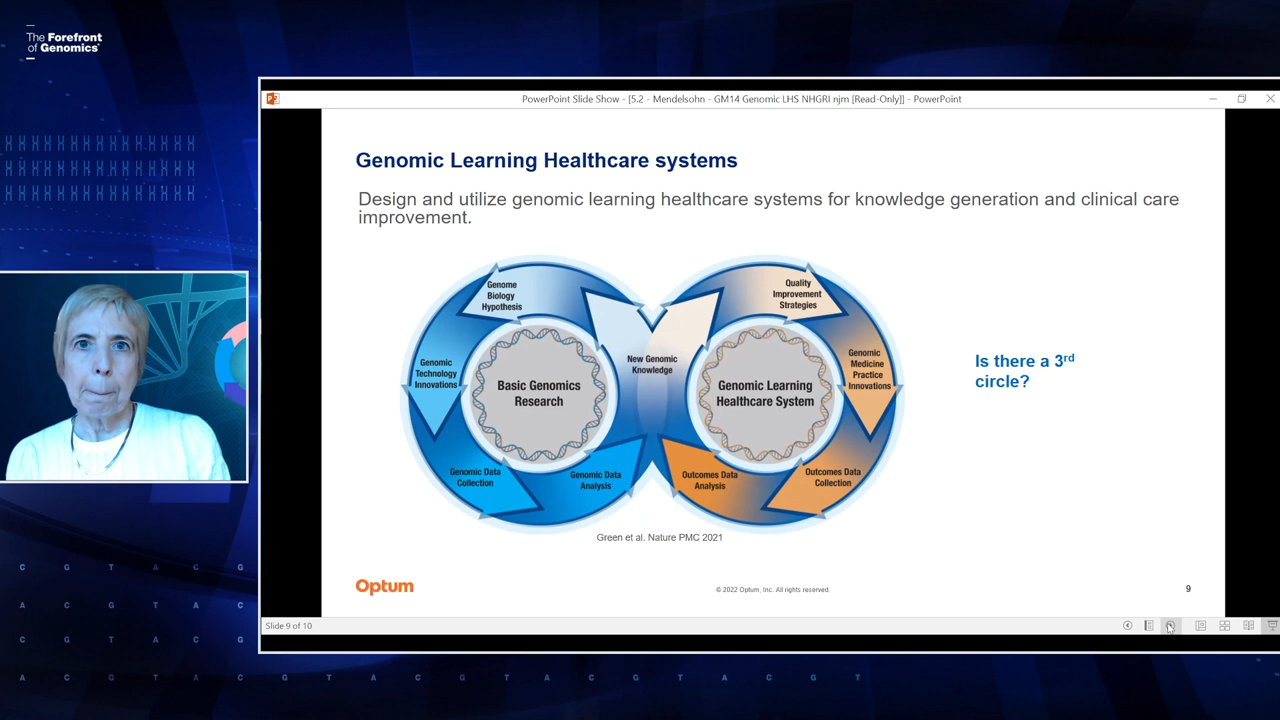 The Forefront
of Genomics®
PowerPoint Slide Show - [5.2 - Mendelsohn - GM14 Genomic LHS NHGRI njm [Read-Only]] - PowerPoint
Genomic Learning Healthcare systems
Design and utilize genomic learning healthcare systems for knowledge generation and clinical care
improvement.
Genome
Biology
Hypothesis
Genomic
Technology
Innovations
Genomic Data
Collection
Genomic Data
Analysis
Basic Genomics
Research
New Genomic
Knowledge
Quality
Improvement
Strategies
Genomic
Medicine
Practice
Innovations
Outcomes Data
Collection
Outcomes Data
Analysis
Genomic Learning
Healthcare System
Is there a 3rd
circle?
Green et al. Nature PMC 2021
Optum
© 2022 Optum, Inc. All rights reserved.
9
Slide 9 of 10
C G T A C G
A C G T A C
C G T A C G
A C G T A C G T A C G T A C G T